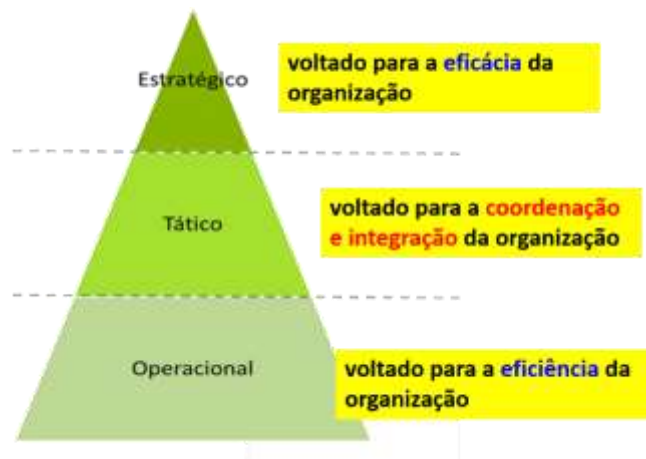 Estratégico
voltado para a eficácia da
organização
Tático
voltado para a coordenação
e integração da organização
Operacional
voltado para a eficiência da
organização